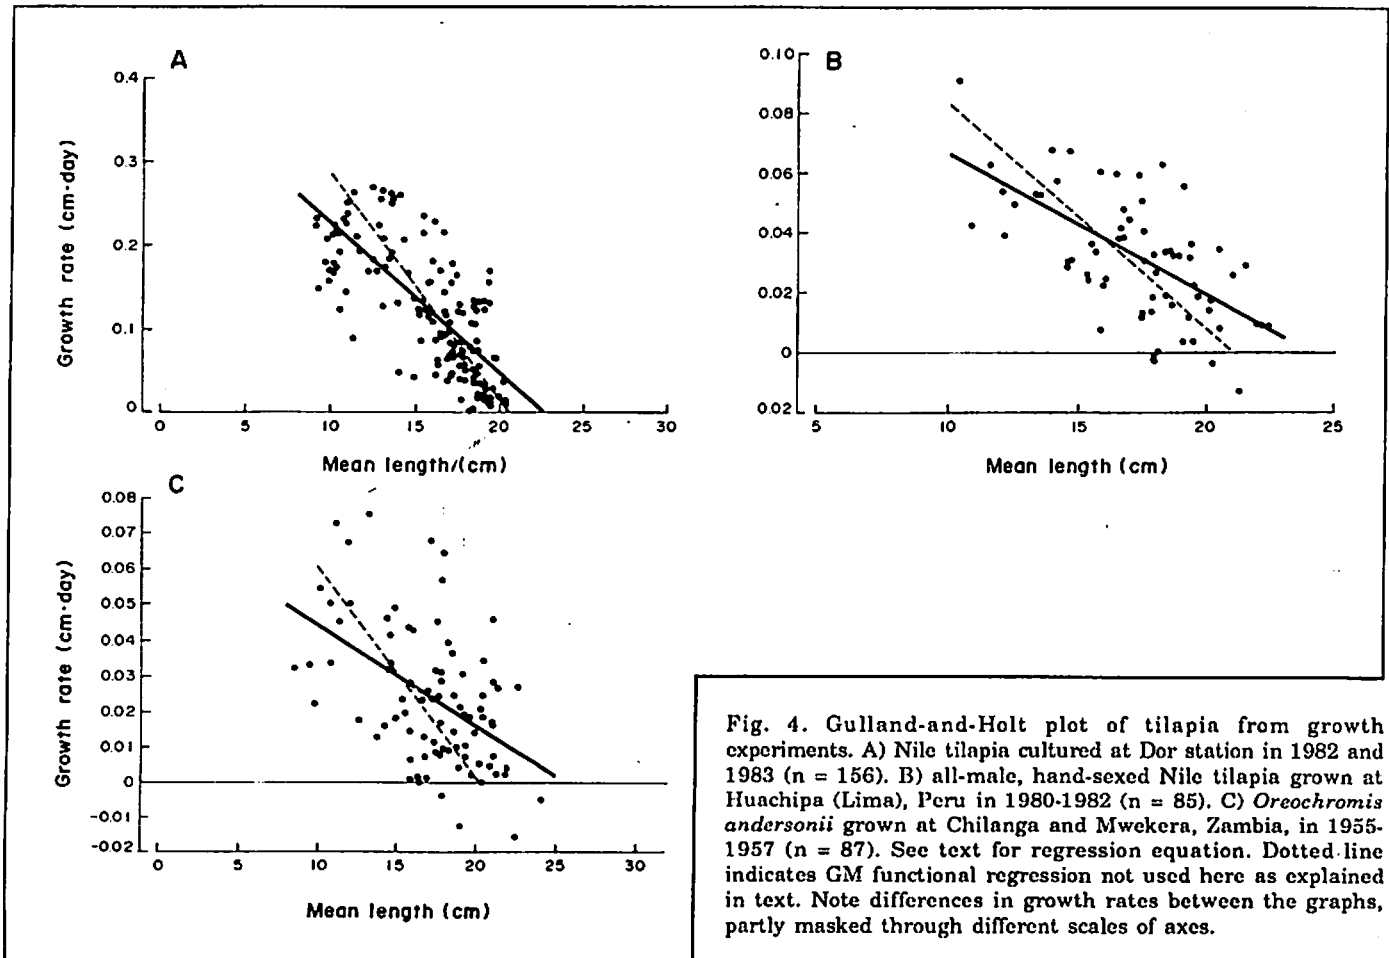 A
0.4
0.3
0.2
0.1
0
Growth rate (cm·day)
0 5 10 15 20 25 30
Mean length/(cm)
B
0.10
0.08
0.06
0.04
0.02
0
0.02
5 10 15 20 25
Mean length (cm)
C
0.08
0.07
0.06
0.05
0.04
0.03
0.02
0.01
0
-0.01
-0.02
Growth rate (cm·day)
0 5 10 15 20 25 30
Mean length (cm)
Fig. 4. Gulland-and-Holt plot of tilapia from growth
experiments. A) Nile tilapia cultured at Dor station in 1982 and
1983 (n = 156). B) all-male, hand-sexed Nile tilapia grown at
Huachipa (Lima), Peru in 1980-1982 (n = 85). C) Oreochromis
andersonii grown at Chilanga and Mwekera, Zambia, in 1955-
1957 (n = 87). See text for regression equation. Dotted line
indicates GM functional regression not used here as explained
in text. Note differences in growth rates between the graphs,
partly masked through different scales of axes.